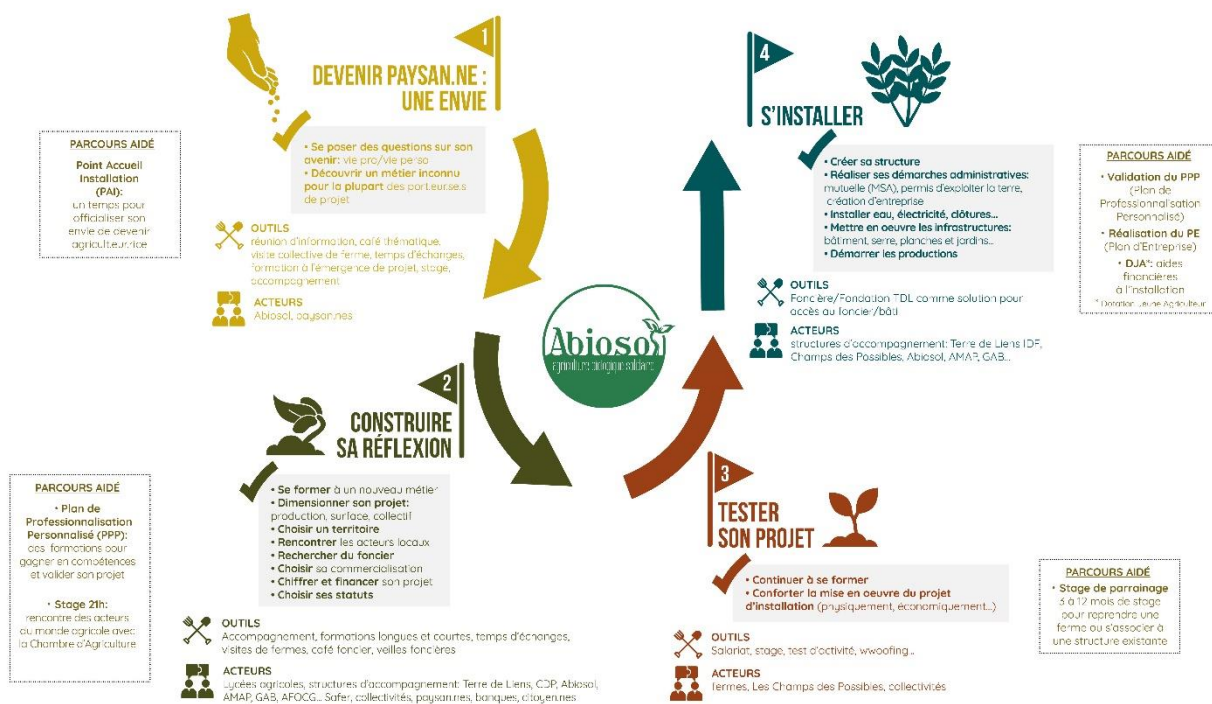 1
DEVENIR PAYSAN.NE :
UNE ENVIE
• Se poser des questions sur son
avenir: vie pro/vie perso
• Découvrir un métier inconnu
pour la plupart des port.eur.se.s
de projet
OUTILS
réunion d'information, café thématique,
visite collective de ferme, temps d'échanges,
formation à l'émergence de projet, stage,
accompagnement
ACTEURS
Abiosol, paysan.nes
PARCOURS AIDÉ
Point Accueil
Installation
(PAI):
un temps pour
officialiser son
envie de devenir
agriculteur.rice
2
CONSTRUIRE
SA RÉFLEXION
• Se former à un nouveau métier
• Dimensionner son projet:
production, surface, collectif
• Choisir un territoire
• Rencontrer les acteurs locaux
• Rechercher du foncier
• Choisir sa commercialisation
• Chiffrer et financer son projet
• Choisir ses statuts
OUTILS
Accompagnement, formations longues et courtes, temps d'échanges,
visites de fermes, café foncier, veilles foncières
ACTEURS
Lycées agricoles, structures d'accompagnement: Terre de Liens, CDP, Abiosol,
AMAP, GAB, AFOCG... Safer, collectivités, paysan.nes, banques, citoyen.nes
PARCOURS AIDÉ
• Plan de
Professionnalisation
Personnalisé (PPP):
des formations pour
gagner en compétences
et valider son projet
• Stage 21h:
rencontre des acteurs
du monde agricole avec
la Chambre d'Agriculture
Abiosol
agriculture biologique solidaire
3
TESTER
SON PROJET
• Continuer à se former
• Conforter la mise en oeuvre du projet
d'installation (physiquement, économiquement...)
OUTILS
Salariat, stage, test d'activité, wwoofing...
ACTEURS
Fermes, Les Champs des Possibles, collectivités
PARCOURS AIDÉ
• Stage de parrainage
3 à 12 mois de stage
pour reprendre une
ferme ou s'associer à
une structure existante
4
S'INSTALLER
• Créer sa structure
• Réaliser ses démarches administratives:
mutuelle (MSA), permis d'exploiter la terre,
création d'entreprise
• Installer eau, électricité, clôtures...
• Mettre en oeuvre les infrastructures:
bâtiment, serre, planches et jardins...
• Démarrer les productions
OUTILS
Foncière/Fondation TDL comme solution pour
accès au foncier/bâti
ACTEURS
structures d'accompagnement: Terre de Liens IDF,
Champs des Possibles, Abiosol, AMAP, GAB...
PARCOURS AIDÉ
• Validation du PPP
(Plan de
Professionnalisation
Personnalisé)
• Réalisation du PE
(Plan d'Entreprise)
• DJA*: aides
financières
à l'installation
* Dotation Jeune Agriculteur